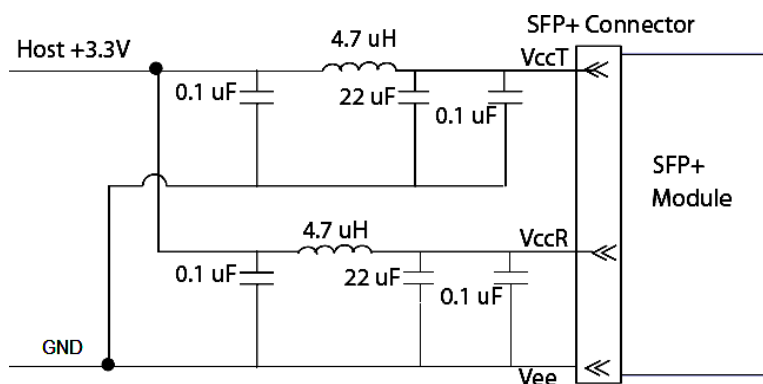 SFP+ Connector
Host +3.3V
4.7 uH
VccT
0.1 uF
22 uF
0.1 uF
SFP+
Module
4.7 uH
VccR
0.1 uF
22 uF
0.1 uF
GND
Vee